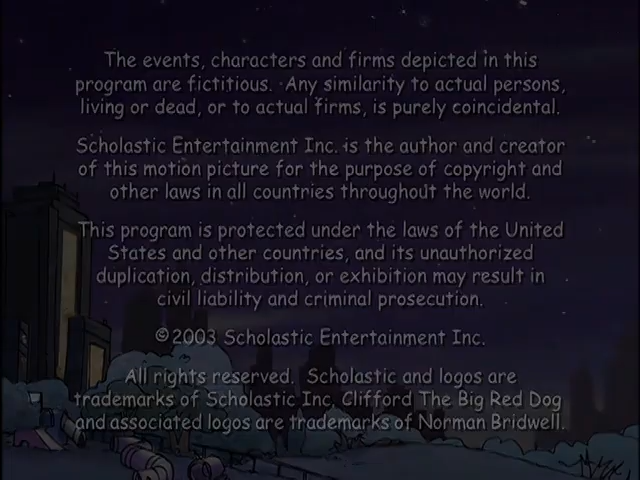 The events, characters and firms depicted in this
program are fictitious. Any similarity to actual persons,
living or dead, or to actual firms, is purely coincidental.
Scholastic Entertainment Inc. is the author and creator
of this motion picture for the purpose of copyright and
other laws in all countries throughout the world.
This program is protected under the laws of the United
States and other countries, and its unauthorized
duplication, distribution, or exhibition may result in
civil liability and criminal prosecution.
©2003 Scholastic Entertainment Inc.
All rights reserved. Scholastic and logos are
trademarks of Scholastic Inc. Clifford The Big Red Dog
and associated logos are trademarks of Norman Bridwell.